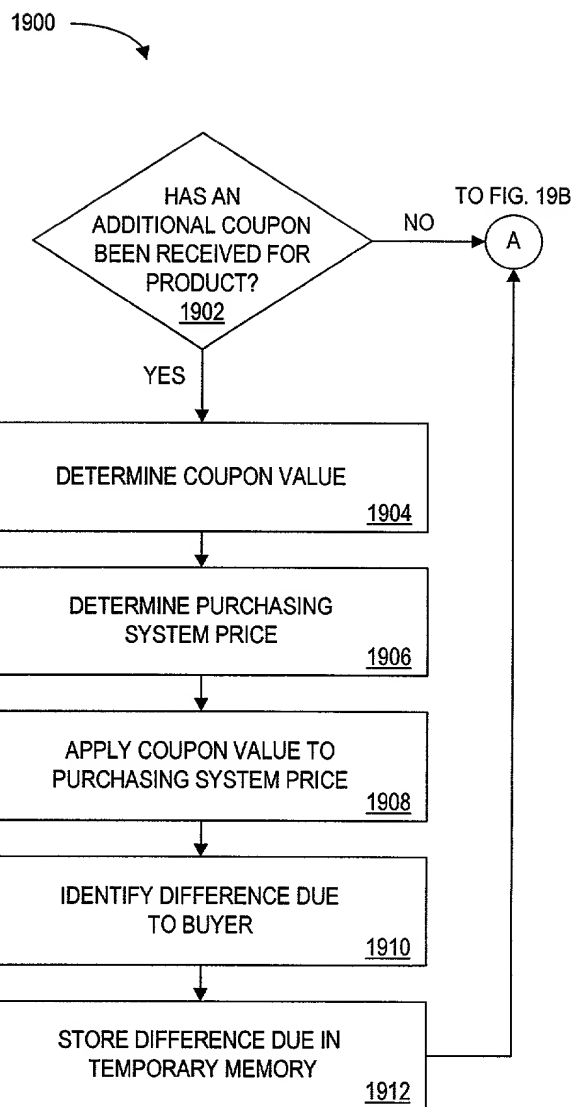 1900
HAS AN
ADDITIONAL COUPON
BEEN RECEIVED FOR
PRODUCT?
1902
NO
TO FIG. 19B
A
YES
DETERMINE COUPON VALUE
1904
DETERMINE PURCHASING
SYSTEM PRICE
1906
APPLY COUPON VALUE TO
PURCHASING SYSTEM PRICE
1908
IDENTIFY DIFFERENCE DUE
TO BUYER
1910
STORE DIFFERENCE DUE IN
TEMPORARY MEMORY
1912